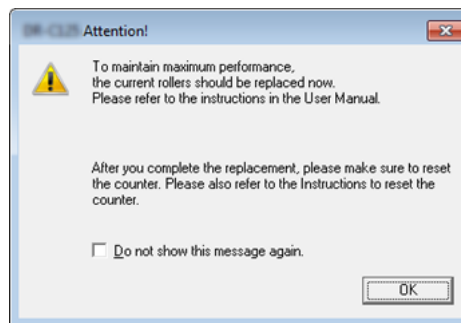 Attention!
To maintain maximum performance,
the current rollers should be replaced now.
Please refer to the instructions in the User Manual.
After you complete the replacement, please make sure to reset
the counter. Please also refer to the Instructions to reset the
counter.
Do not show this message again.
OK